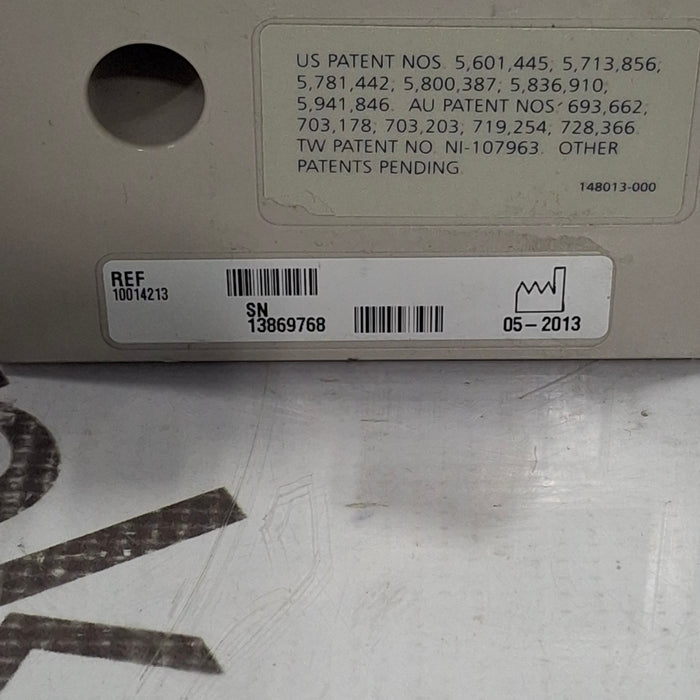 US PATENT NOS. 5,601,445; 5,713,856;
5,781,442; 5,800,387; 5,836,910;
5,941,846. AU PATENT NOS. 693,662;
703,178; 703,203; 719,254; 728,366.
TW PATENT NO. NI-107963. OTHER
PATENTS PENDING.
148013-000
REF
10014213
SN
13869768
05-2013